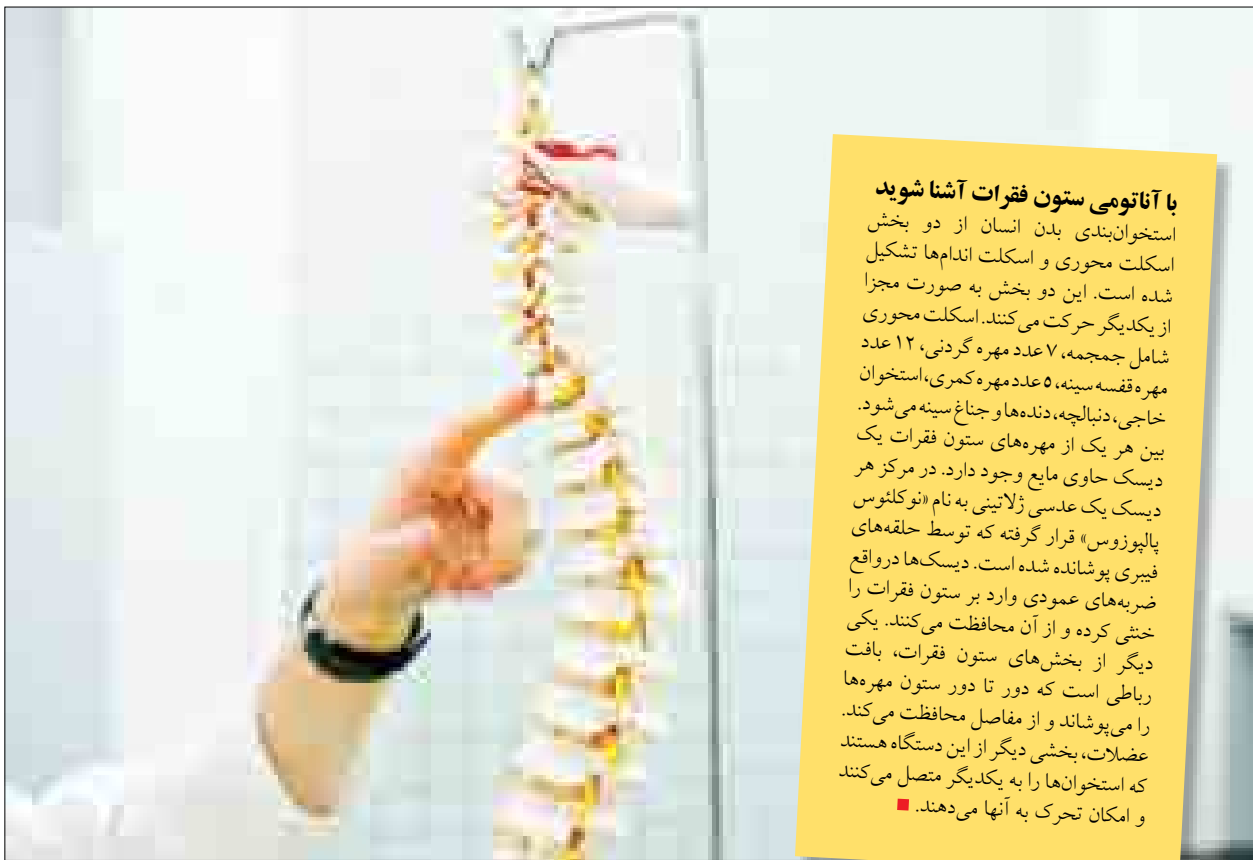 با آناتومی ستون فقرات آشنا شوید
استخوان‌بندی بدن انسان از دو بخش
اسکلت محوری و اسکلت اندام‌ها تشکیل
شده است. این دو بخش به صورت مجزا
از یکدیگر حرکت می‌کنند. اسکلت محوری
شامل جمجمه، ۷ عدد مهره گردنی، ۱۲ عدد
مهره قفسه سینه، ۵ عدد مهره کمری، استخوان
خاجی، دنبالچه، دنده‌ها و جناغ سینه می‌شود.
بین هر یک از مهره‌های ستون فقرات یک
دیسک حاوی مایع وجود دارد. در مرکز هر
دیسک یک عدسی ژلاتینی به نام «نوکلئوس
پالپوزوس» قرار گرفته که توسط حلقه‌های
فیبری پوشانده شده است. دیسک‌ها درواقع
ضربه‌های عمودی وارد بر ستون فقرات را
خنثی کرده و از آن محافظت می‌کنند. یکی
دیگر از بخش‌های ستون فقرات، بافت
رباطی است که دور تا دور ستون مهره‌ها
را می‌پوشاند و از مفاصل محافظت می‌کند.
عضلات، بخشی دیگر از این دستگاه هستند
که استخوان‌ها را به یکدیگر متصل می‌کنند
و امکان تحرک به آنها می‌دهند.